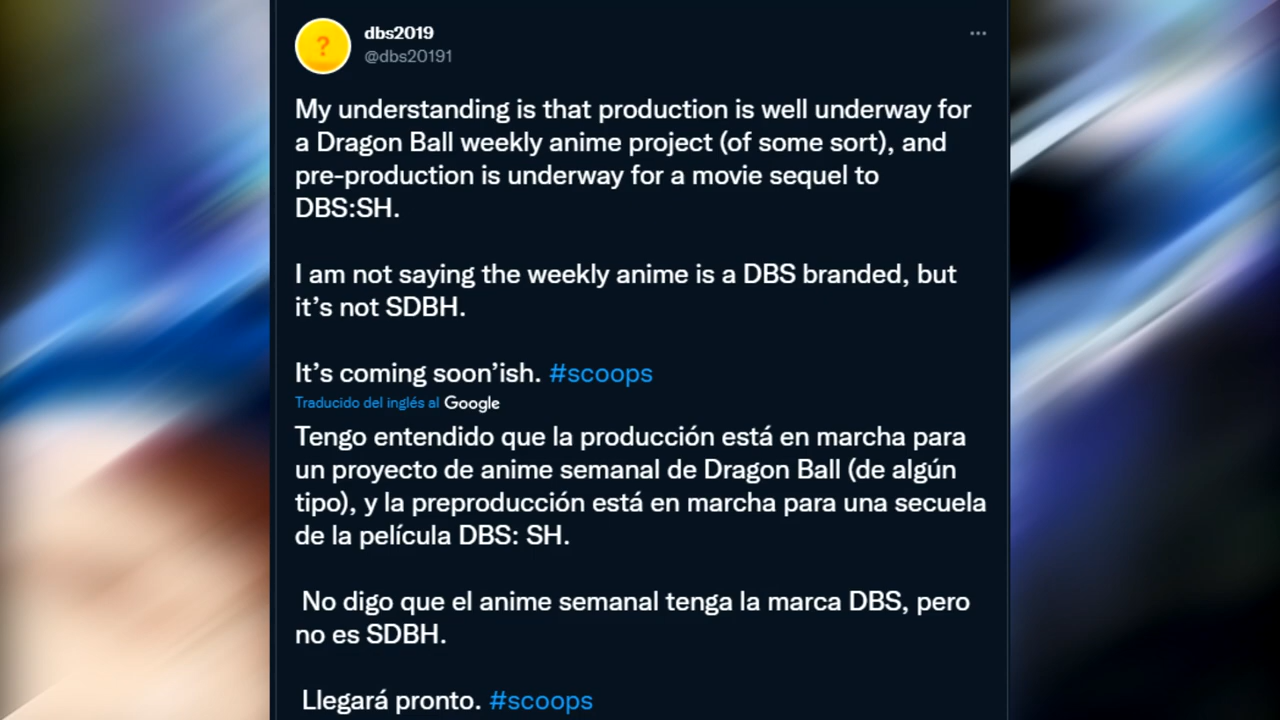 ?
dbs2019
@dbs20191
My understanding is that production is well underway for
a Dragon Ball weekly anime project (of some sort), and
pre-production is underway for a movie sequel to
DBS:SH.
I am not saying the weekly anime is a DBS branded, but
it’s not SDBH.
It’s coming soon’ish. #scoops
Traducido del inglés al Google
Tengo entendido que la producción está en marcha para
un proyecto de anime semanal de Dragon Ball (de algún
tipo), y la preproducción está en marcha para una secuela
de la película DBS: SH.
No digo que el anime semanal tenga la marca DBS, pero
no es SDBH.
Llegará pronto. #scoops